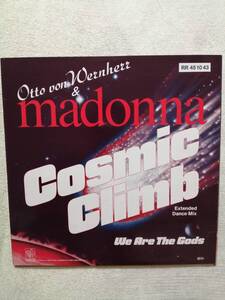 Otto von Wernherr
RR 45 10 43
&
madonna
Cosmic
Climb
Extended
Dance Mix
We Are The Gods